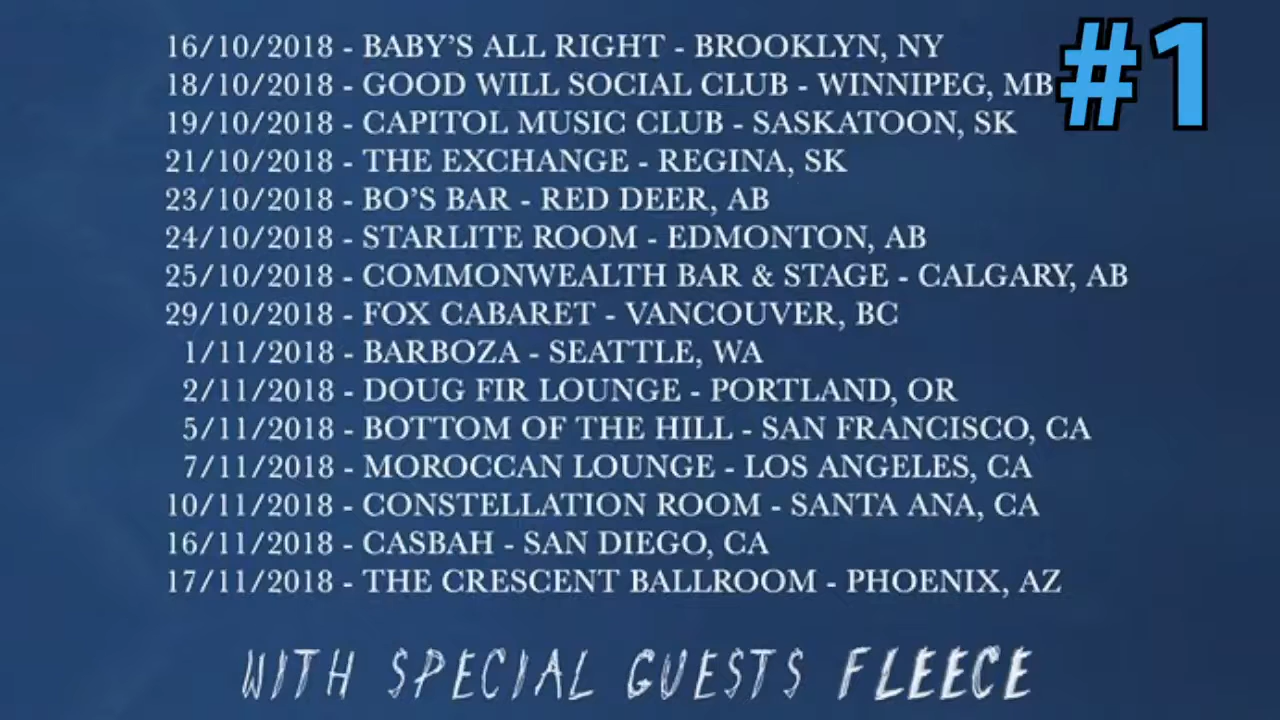 16/10/2018 - BABY'S ALL RIGHT - BROOKLYN, NY
#1
18/10/2018 - GOOD WILL SOCIAL CLUB - WINNIPEG, MB
19/10/2018 - CAPITOL MUSIC CLUB - SASKATOON, SK
21/10/2018 - THE EXCHANGE - REGINA, SK
23/10/2018 - BO'S BAR - RED DEER, AB
24/10/2018 - STARLITE ROOM - EDMONTON, AB
25/10/2018 - COMMONWEALTH BAR & STAGE - CALGARY, AB
29/10/2018 - FOX CABARET - VANCOUVER, BC
1/11/2018 - BARBOZA - SEATTLE, WA
2/11/2018 - DOUG FIR LOUNGE - PORTLAND, OR
5/11/2018 - BOTTOM OF THE HILL - SAN FRANCISCO, CA
7/11/2018 - MOROCCAN LOUNGE - LOS ANGELES, CA
10/11/2018 - CONSTELLATION ROOM - SANTA ANA, CA
16/11/2018 - CASBAH - SAN DIEGO, CA
17/11/2018 - THE CRESCENT BALLROOM - PHOENIX, AZ
WITH SPECIAL GUESTS FLEECE